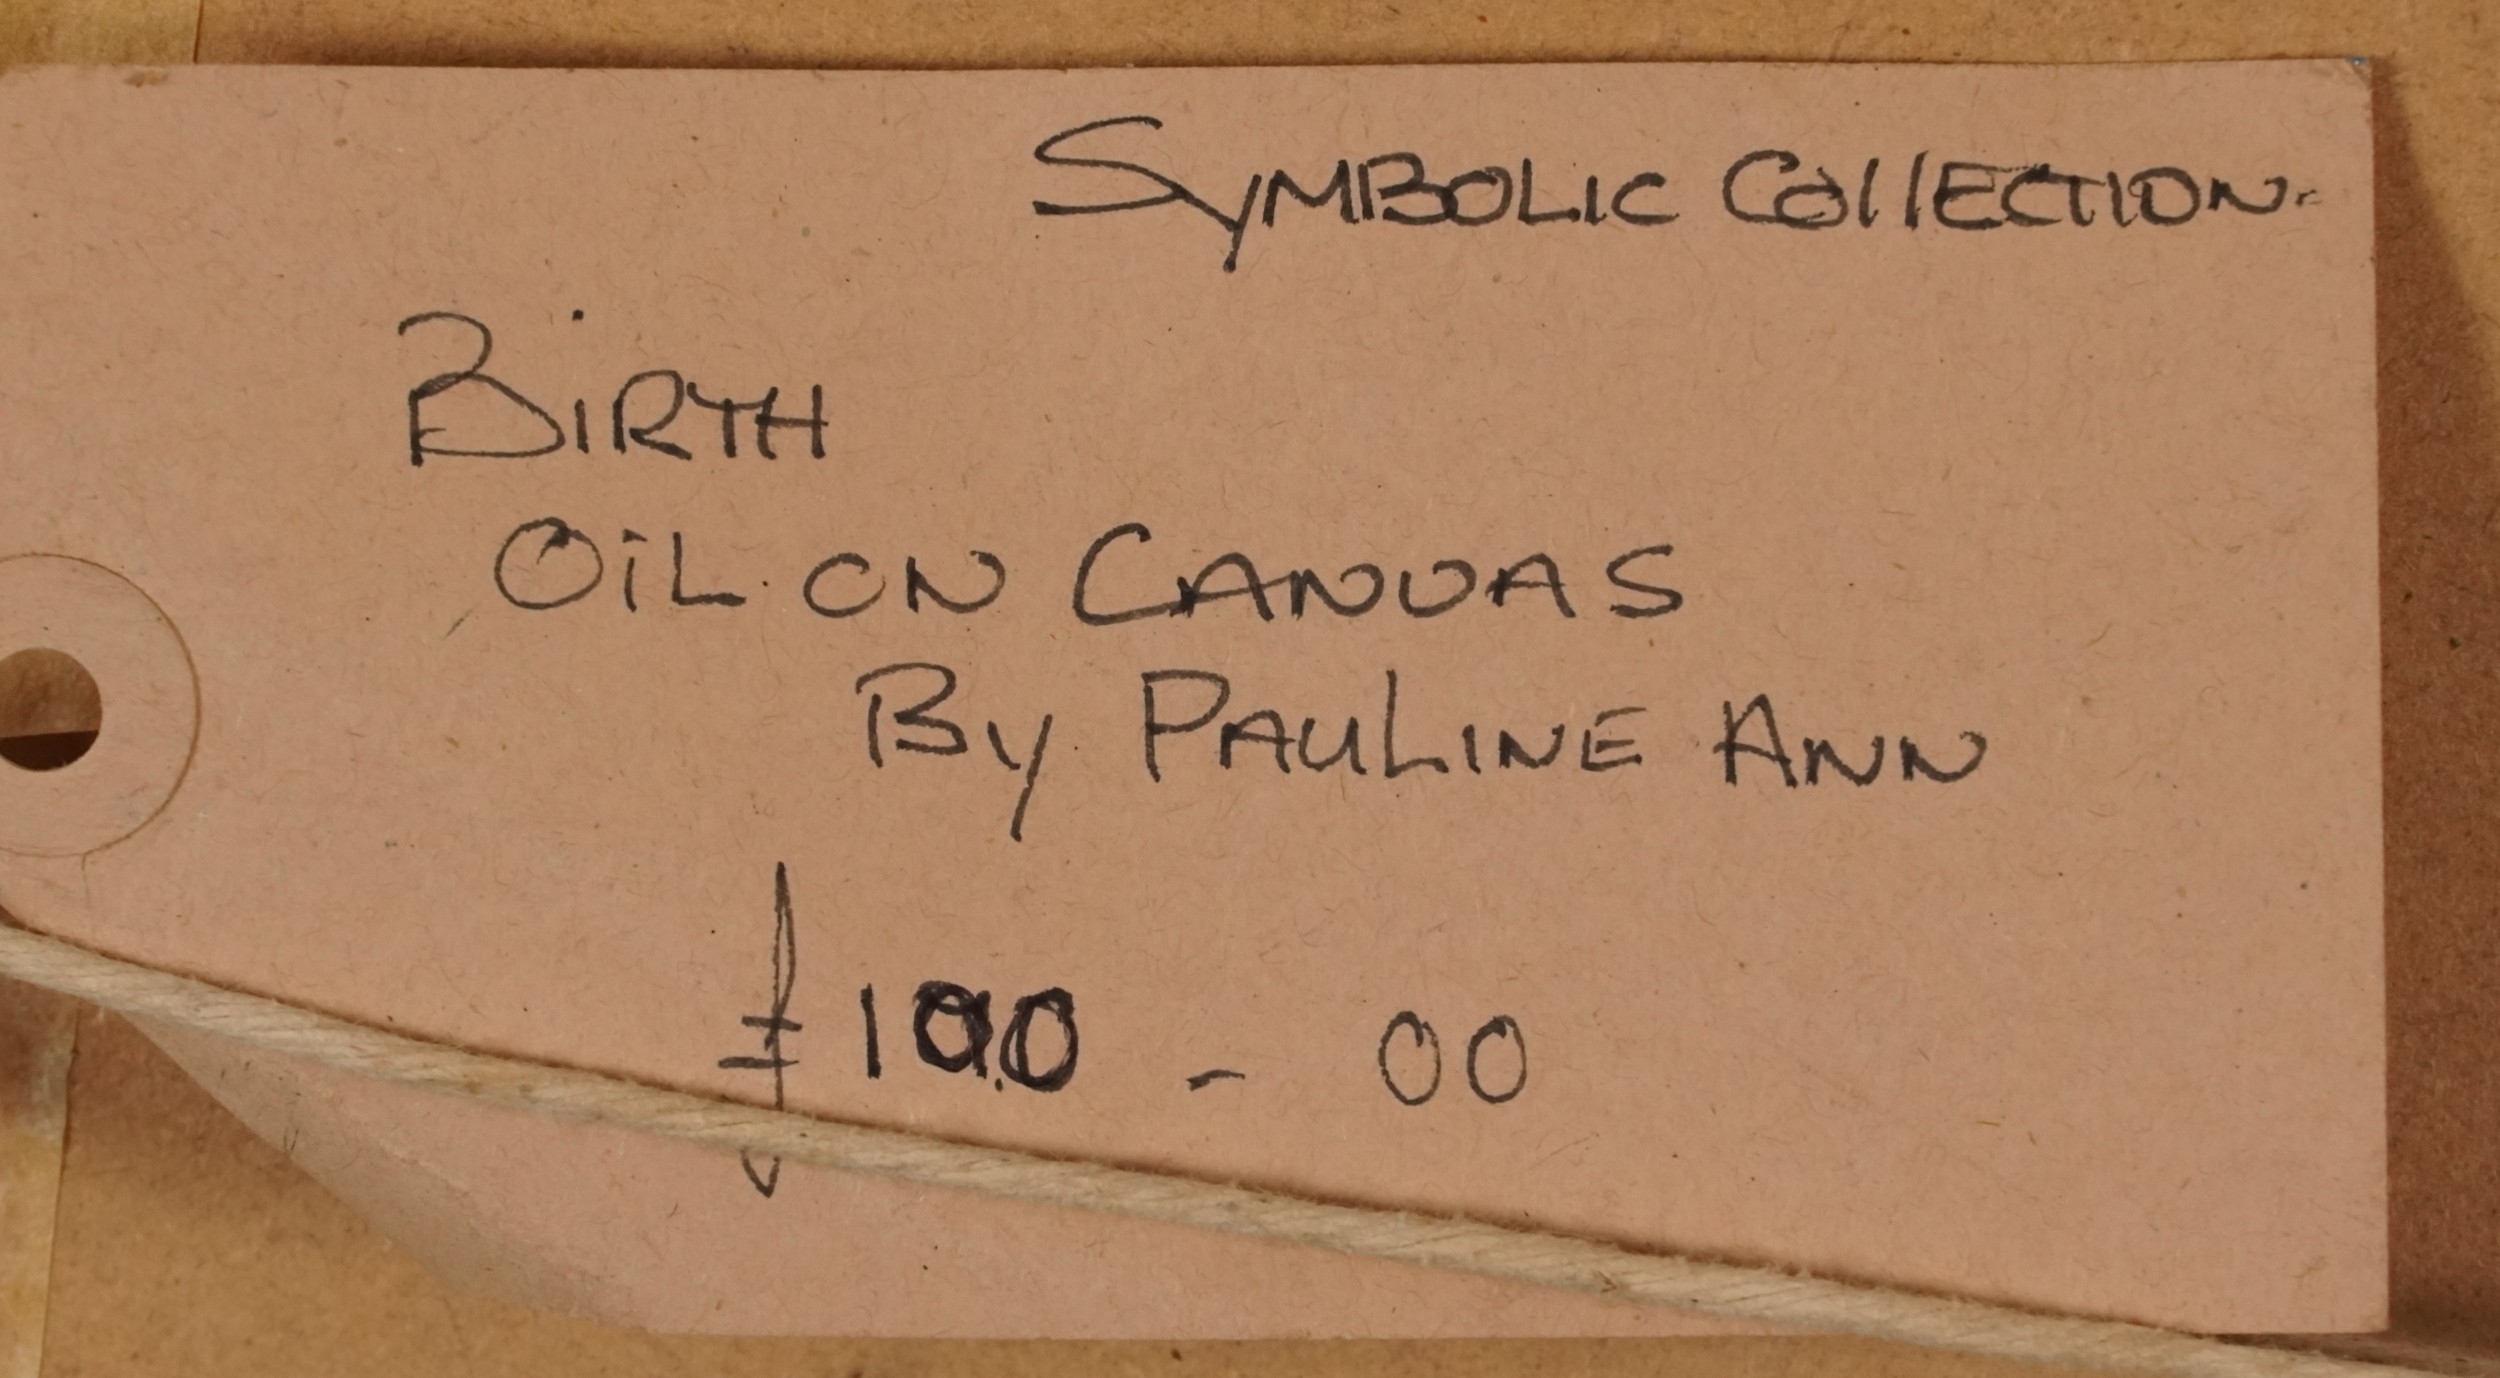 SYMBOLIC COllECTION.
BiRTH
OiL ON CANVAS
By PAULINE ANN
£100 - 00